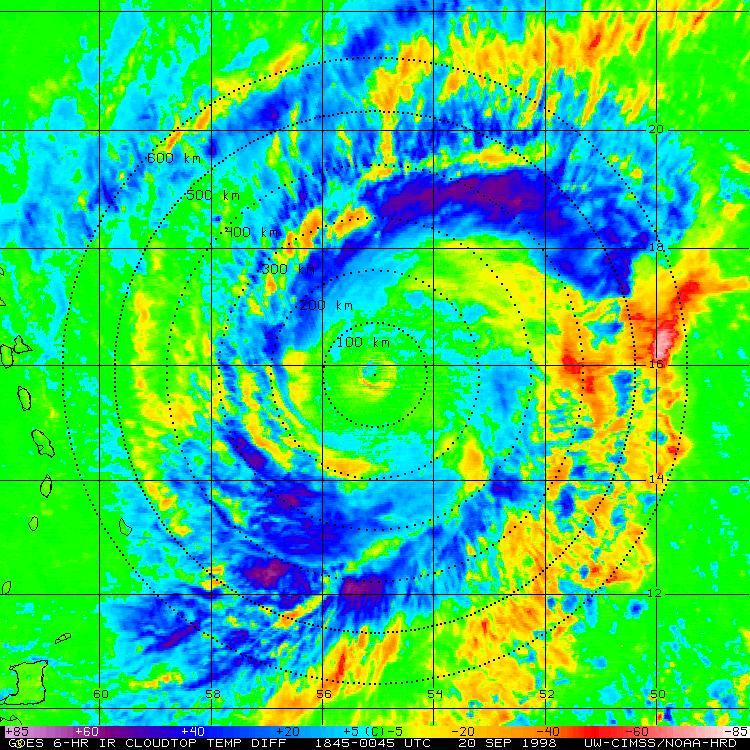 20
600 km
500 km
400 km
18
300 km
200 km
100 km
16
14
12
60 58 56 54 52 50
+85 +60 +40 +20 +5 (C) -5 -20 -40 -60 -85
GOES 6-HR IR CLOUDTOP TEMP DIFF 1845-0045 UTC 20 SEP 1998 UW-CIMSS*NOAA-HRD